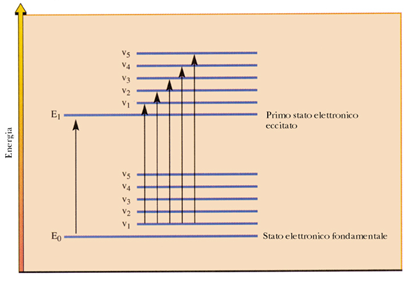 Energia
v5
v4
v3
v2
v1
E1
Primo stato elettronico
eccitato
v5
v4
v3
v2
v1
E0
Stato elettronico fondamentale